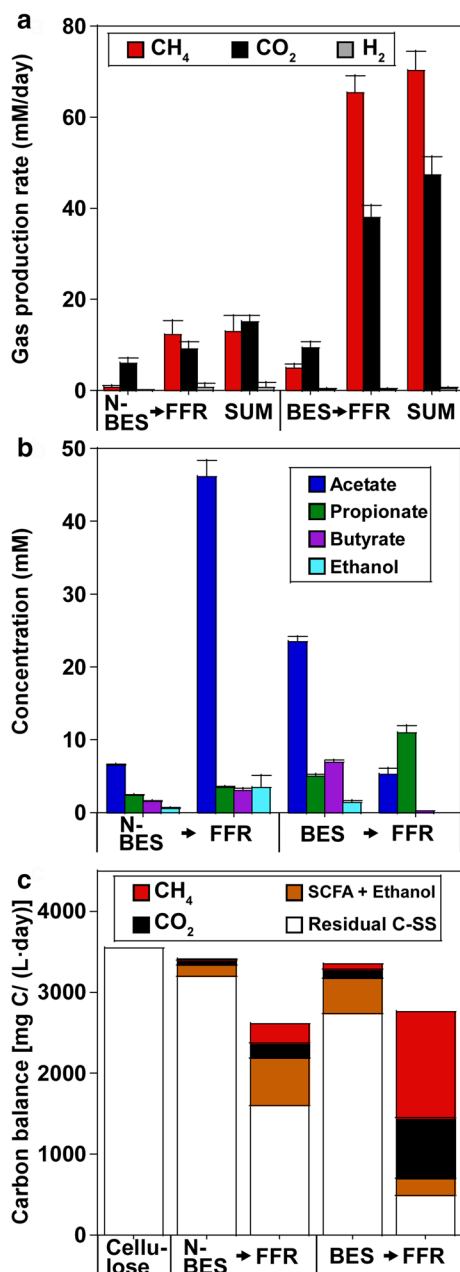 a
CH4 CO2 H2
Gas production rate (mM/day)
80
60
40
20
0
N-BES → FFR SUM BES → FFR SUM
b
Acetate
Propionate
Butyrate
Ethanol
Concentration (mM)
50
40
30
20
10
0
N-BES → FFR BES → FFR
c
CH4 SCFA + Ethanol
CO2 Residual C-SS
Carbon balance [mg C/ (L·day)]
4000
3000
2000
1000
0
Cellu-lose N-BES → FFR BES → FFR